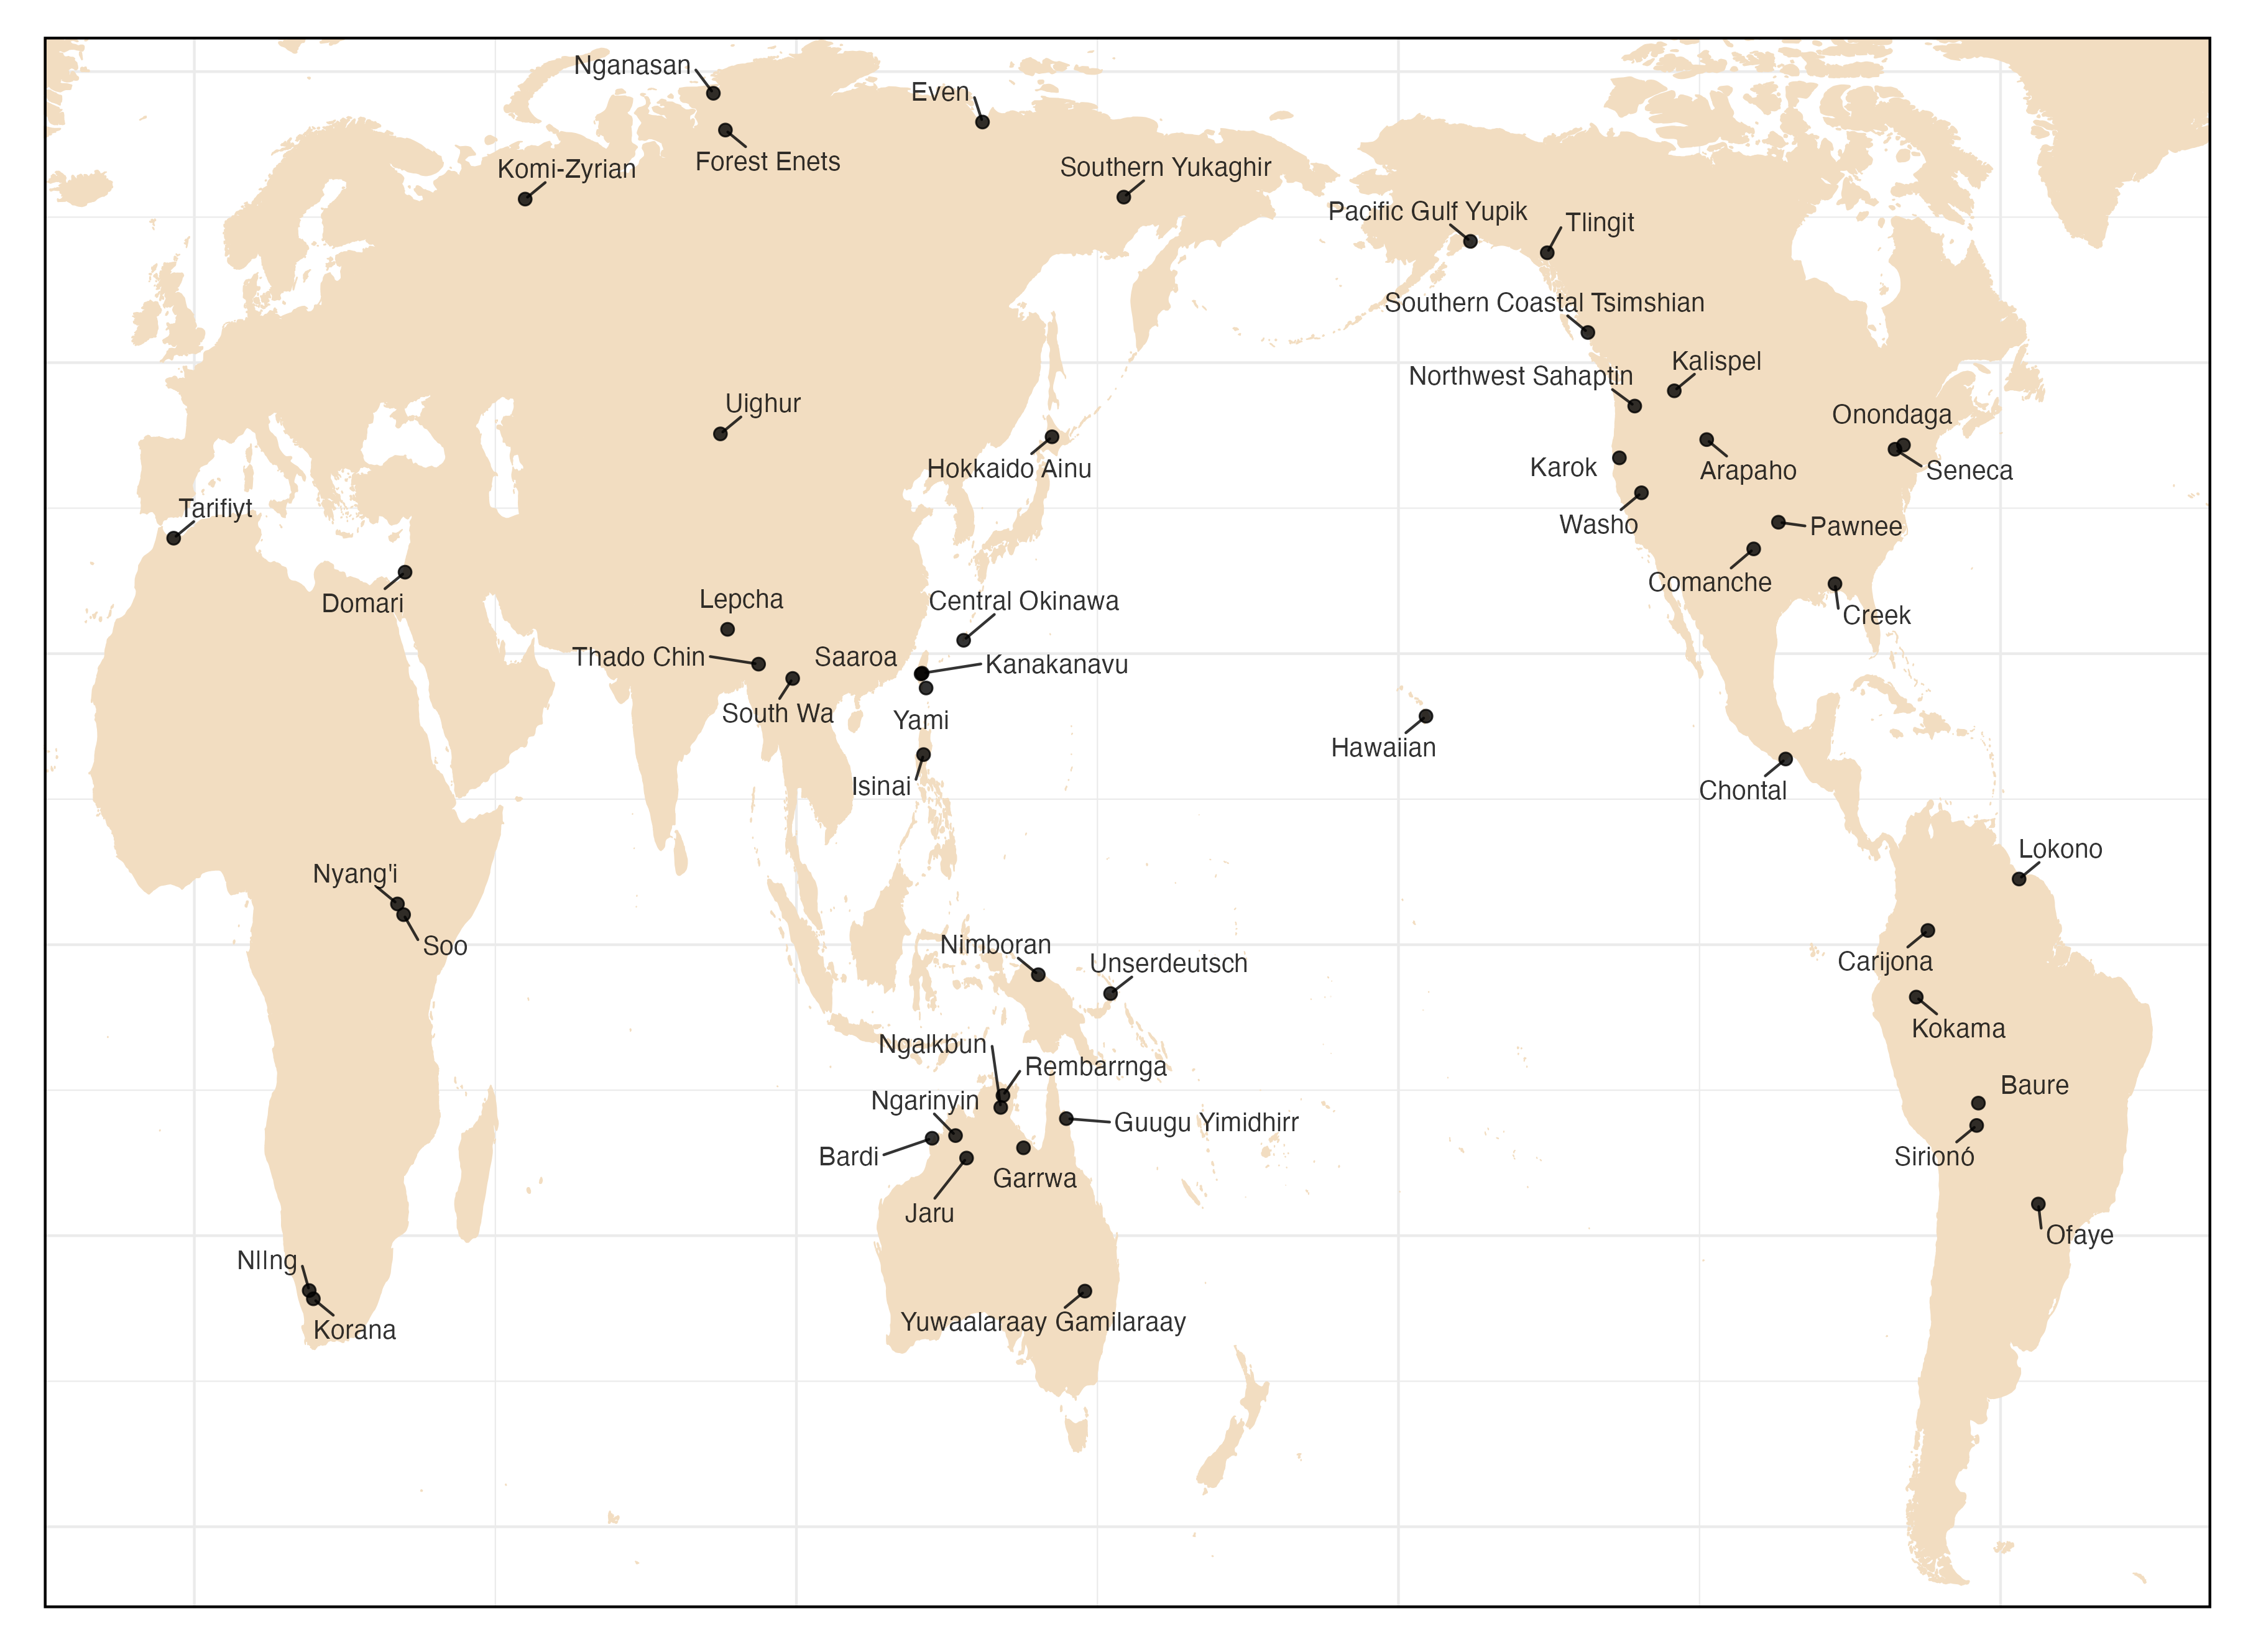 Nganasan
Even
Forest Enets
Komi-Zyrian
Southern Yukaghir
Pacific Gulf Yupik
Tlingit
Southern Coastal Tsimshian
Kalispel
Northwest Sahaptin
Uighur
Onondaga
Hokkaido Ainu
Karok
Arapaho
Seneca
Tarifiyt
Washo
Pawnee
Domari
Lepcha
Central Okinawa
Comanche
Creek
Thado Chin
Saaroa
Kanakanavu
South Wa
Yami
Hawaiian
Isinai
Chontal
Lokono
Nyang'i
Soo
Nimboran
Unserdeutsch
Carijona
Kokama
Ngalkbun
Rembarrnga
Baure
Ngarinyin
Guugu Yimidhirr
Bardi
Sirionó
Garrwa
Jaru
Ofaye
NIIng
Korana
Yuwaalaraay Gamilaraay